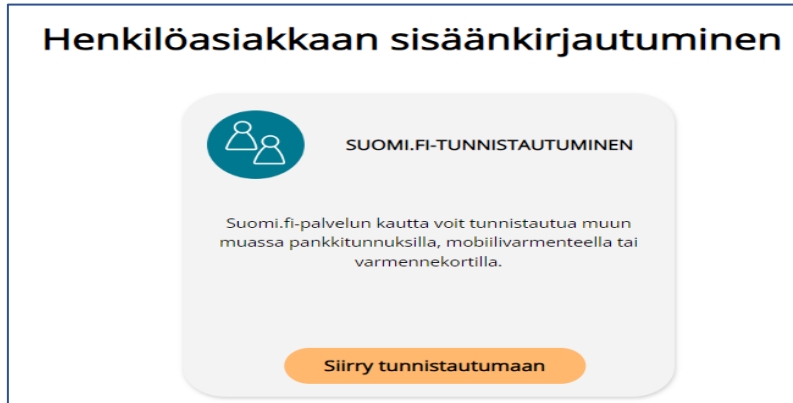 Henkilöasiakkaan sisäänkirjautuminen
SUOMI.FI-TUNNISTAUTUMINEN
Suomi.fi-palvelun kautta voit tunnistautua muun
muassa pankkitunnuksilla, mobiilivarmenteella tai
varmennekortilla.
Siirry tunnistautumaan